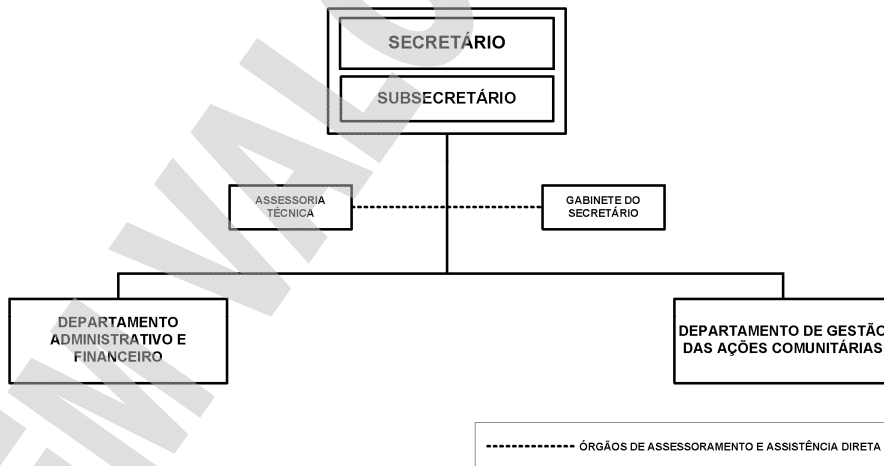 SECRETÁRIO
SUBSECRETÁRIO
ASSESSORIA
TÉCNICA
GABINETE DO
SECRETÁRIO
DEPARTAMENTO
ADMINISTRATIVO E
FINANCEIRO
DEPARTAMENTO DE GESTÃO
DAS AÇÕES COMUNITÁRIAS
ÓRGÃOS DE ASSESSORAMENTO E ASSISTÊNCIA DIRETA